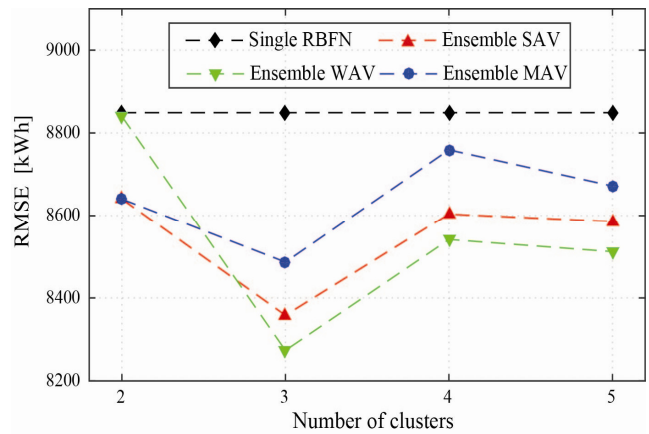 Single RBFN Ensemble SAV
Ensemble WAV Ensemble MAV
RMSE [kWh]
9000
8800
8600
8400
8200
2 3 4 5
Number of clusters